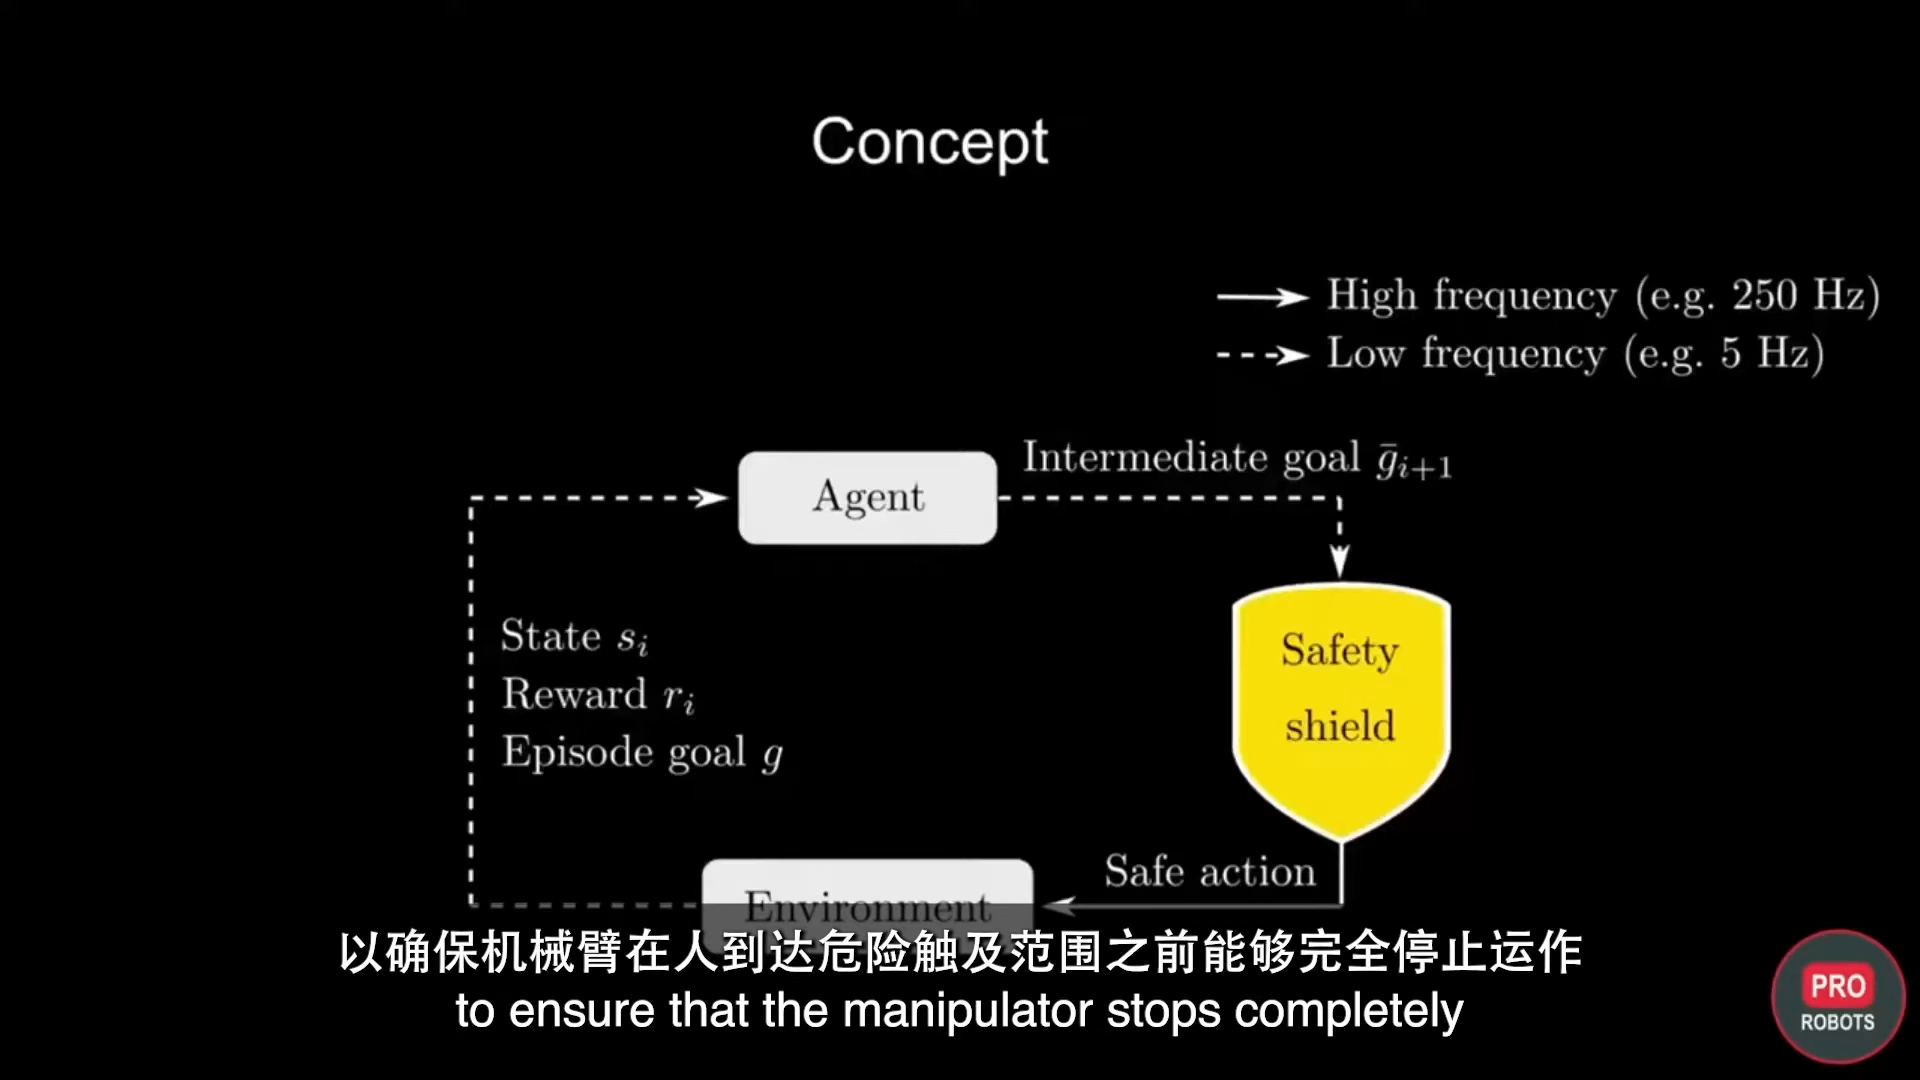 Concept
High frequency (e.g. 250 Hz)
Low frequency (e.g. 5 Hz)
Intermediate goal ḡᵢ₊₁
Agent
State sᵢ
Reward rᵢ
Episode goal g
Safety
shield
Safe action
Environment
以确保机械臂在人到达危险触及范围之前能够完全停止运作
to ensure that the manipulator stops completely
PRO
ROBOTS